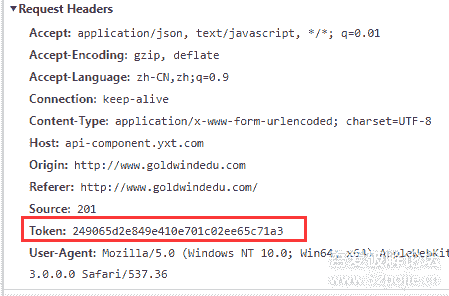 ▼Request Headers
Accept: application/json, text/javascript, */*; q=0.01
Accept-Encoding: gzip, deflate
Accept-Language: zh-CN,zh;q=0.9
Connection: keep-alive
Content-Type: application/x-www-form-urlencoded; charset=UTF-8
Host: api-component.yxt.com
Origin: http://www.goldwindedu.com
Referer: http://www.goldwindedu.com/
Source: 201
Token: 249065d2e849e410e701c02ee65c71a3
User-Agent: Mozilla/5.0 (Windows NT 10.0; Win64; x64) AppleWebKit
3.0.0.0 Safari/537.36
www.52pojie.cn